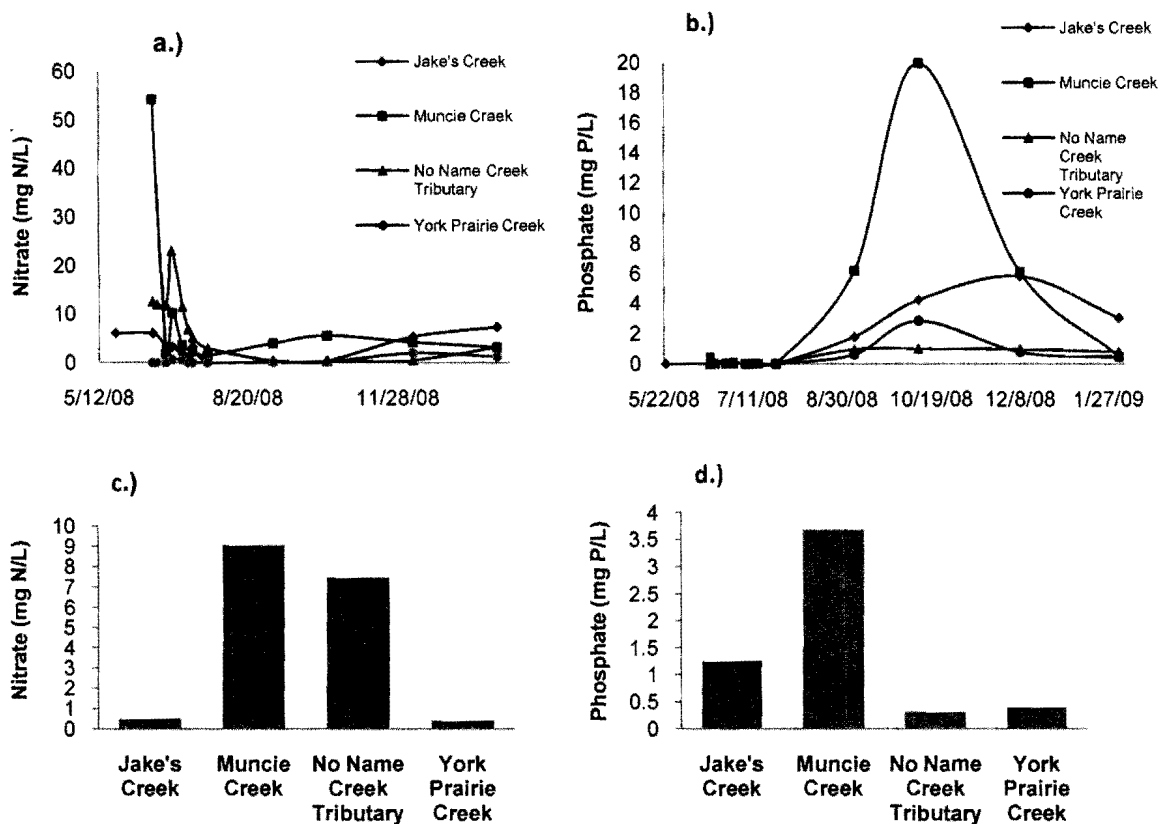 a.)
Nitrate (mg N/L)
60
50
40
30
20
10
0
5/12/08 8/20/08 11/28/08
Jake's Creek
Muncie Craek
No Name Creek
Tributary
York Prairie Creek
b.)
Phosphate (mg P/L)
20
18
16
14
12
10
8
6
4
2
0
5/22/08 7/11/08 8/30/08 10/19/08 12/8/08 1/27/09
Jake's Creek
Muncie Creek
No Name
Creek
Tributary
York Prairie
Creek
c.)
Nitrate (mg N/L)
10
9
8
7
6
5
4
3
2
1
0
Jake's
Creek
Muncie
Creek
No Name
Creek
Tributary
York
Prairie
Creek
d.)
Phosphate (mg P/L)
4
3.5
3
2.5
2
1.5
1
0.5
0
Jake's
Creek
Muncie
Creek
No Name
Creek
Tributary
York
Prairie
Creek